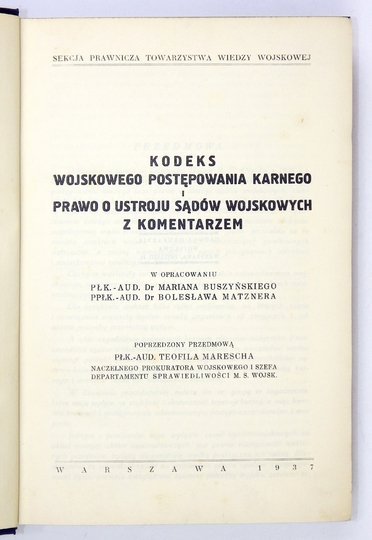 SEKCJA PRAWNICZA TOWARZYSTWA WIEDZY WOJSKOWEJ
KODEKS
WOJSKOWEGO POSTĘPOWANIA KARNEGO
I
PRAWO O USTROJU SĄDÓW WOJSKOWYCH
Z KOMENTARZEM
W OPRACOWANIU
PŁK.-AUD. Dr MARIANA BUSZYŃSKIEGO
PPŁK.-AUD. Dr BOLESŁAWA MATZNERA
POPRZEDZONY PRZEDMOWĄ
PŁK.-AUD. TEOFILA MARESCHA
NACZELNEGO PROKURATORA WOJSKOWEGO I SZEFA
DEPARTAMENTU SPRAWIEDLIWOŚCI M. S. WOJSK.
WARSZAWA 1937